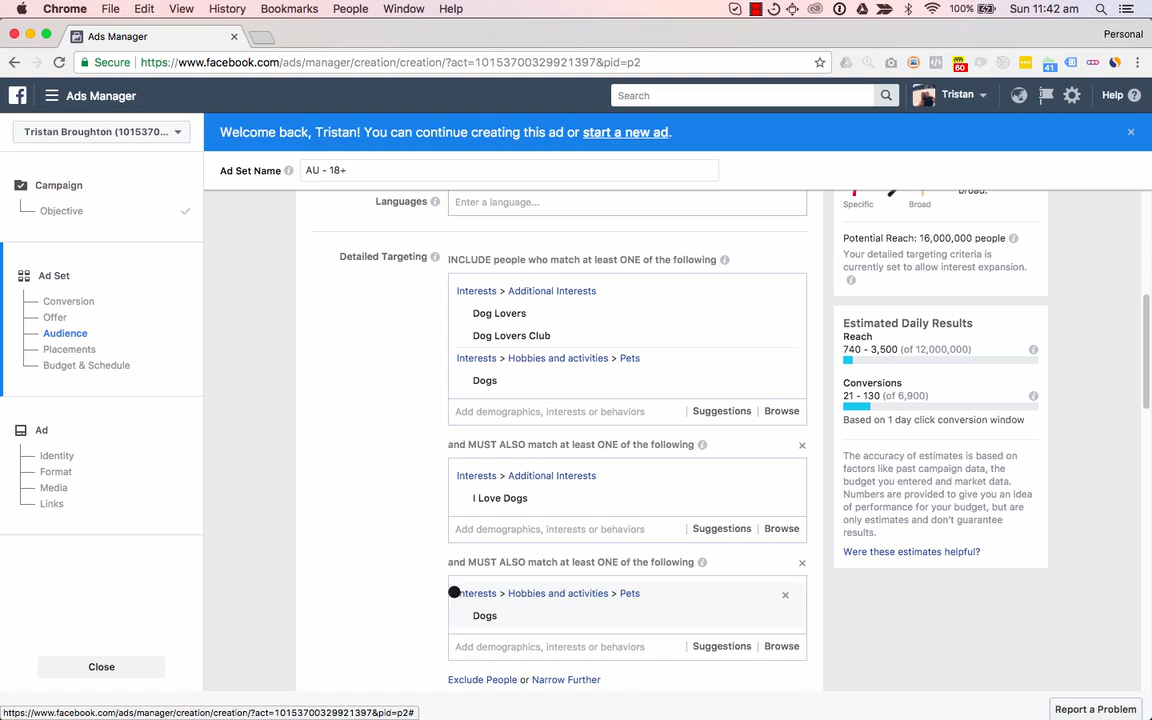 Chrome File Edit View History Bookmarks People Window Help 100% Sun 11:42 am
Ads Manager Personal
Secure https://www.facebook.com/ads/manager/creation/creation/?act=10153700329921397&pid=p2 60 41
Ads Manager Search Tristan Help
Tristan Broughton (1015370... Welcome back, Tristan! You can continue creating this ad or start a new ad.
Ad Set Name AU - 18+
Campaign
Objective
Ad Set
Conversion
Offer
Audience
Placements
Budget & Schedule
Ad
Identity
Format
Media
Links
Close
Languages Enter a language...
Detailed Targeting INCLUDE people who match at least ONE of the following
Interests > Additional Interests
Dog Lovers
Dog Lovers Club
Interests > Hobbies and activities > Pets
Dogs
Add demographics, interests or behaviors Suggestions Browse
and MUST ALSO match at least ONE of the following
Interests > Additional Interests
I Love Dogs
Add demographics, interests or behaviors Suggestions Browse
and MUST ALSO match at least ONE of the following
Interests > Hobbies and activities > Pets
Dogs
Add demographics, interests or behaviors Suggestions Browse
Exclude People or Narrow Further
broad.
Specific Broad
Potential Reach: 16,000,000 people
Your detailed targeting criteria is
currently set to allow interest expansion.
Estimated Daily Results
Reach
740 - 3,500 (of 12,000,000)
Conversions
21 - 130 (of 6,900)
Based on 1 day click conversion window
The accuracy of estimates is based on
factors like past campaign data, the
budget you entered and market data.
Numbers are provided to give you an idea
of performance for your budget, but are
only estimates and don't guarantee
results.
Were these estimates helpful?
https://www.facebook.com/ads/manager/creation/creation/?act=10153700329921397&pid=p2# Report a Problem